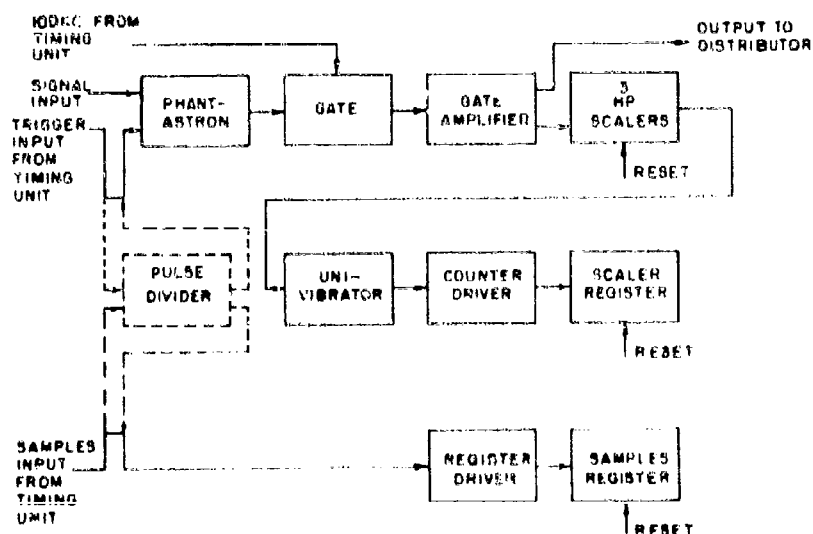 100KC FROM
TIMING
UNIT
OUTPUT TO
DISTRIBUTOR
SIGNAL
INPUT
PHANT-
ASTRON
GATE
GATE
AMPLIFIER
3
HP
SCALERS
TRIGGER
INPUT
FROM
TIMING
UNIT
RESET
PULSE
DIVIDER
UNI-
VIBRATOR
COUNTER
DRIVER
SCALER
REGISTER
RESET
SAMPLES
INPUT
FROM
TIMING
UNIT
REGISTER
DRIVER
SAMPLES
REGISTER
RESET